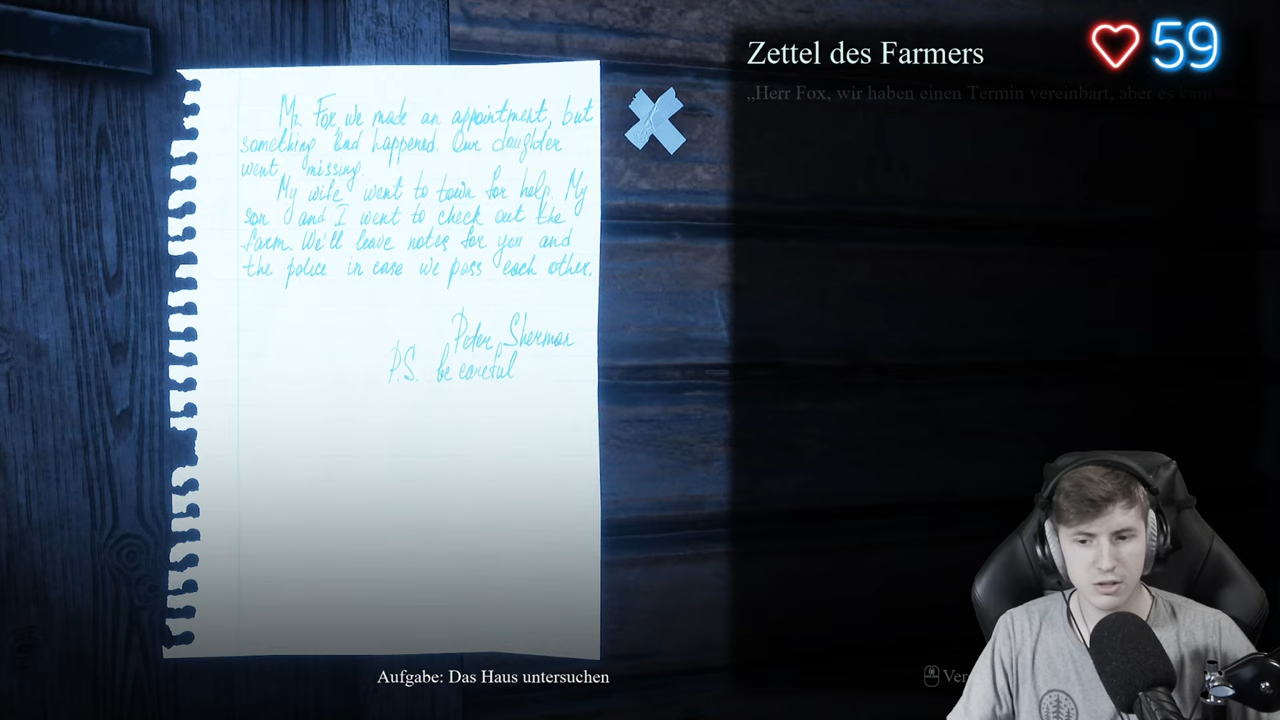 Zettel des Farmers
59
„Herr Fox, wir haben einen Termin vereinbart, aber es kam
Mr. Fox, we made an appointment, but
something bad happened. Our daughter
went missing.
My wife went to town for help. My
son and I went to check out the
farm. We'll leave notes for you and
the police in case we pass each other.
Peter Sherman
P.S. be careful
Aufgabe: Das Haus untersuchen